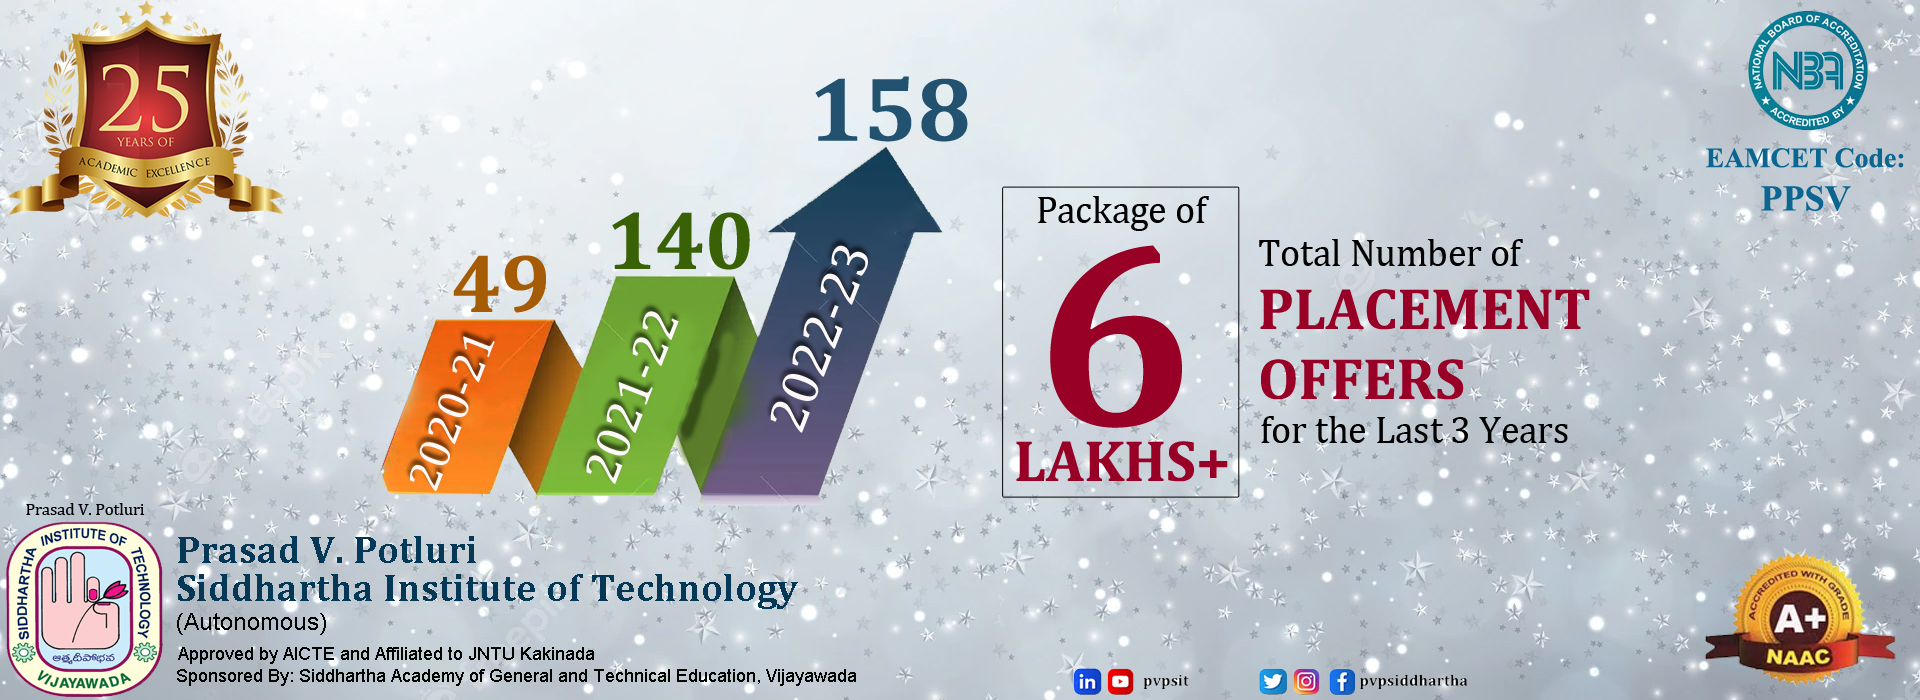 25
YEARS OF
ACADEMIC EXCELLENCE
49
140
158
2020-21
2021-22
2022-23
Package of
6
LAKHS+
Total Number of
PLACEMENT
OFFERS
for the Last 3 Years
NATIONAL BOARD OF ACCREDITATION
NBA
ACCREDITED BY
EAMCET Code:
PPSV
Prasad V. Potluri
SIDDHARTHA INSTITUTE OF TECHNOLOGY
ఆత్మదీపోభవ
VIJAYAWADA
Prasad V. Potluri
Siddhartha Institute of Technology
(Autonomous)
Approved by AICTE and Affiliated to JNTU Kakinada
Sponsored By: Siddhartha Academy of General and Technical Education, Vijayawada
in
pvpsit
pvpsiddhartha
ACCREDITED WITH GRADE
A+
NAAC